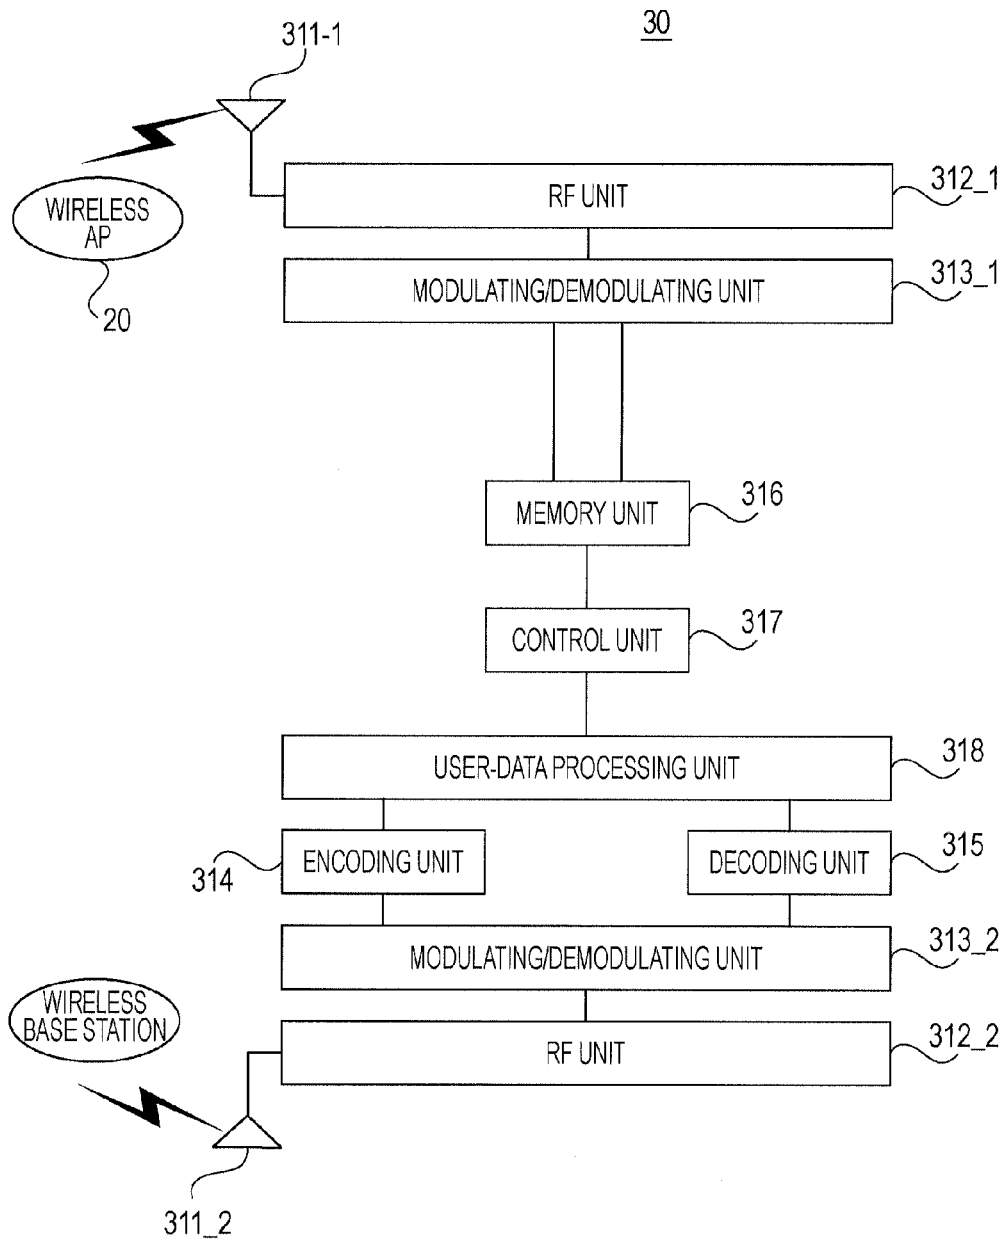 30
311-1
RF UNIT
312_1
WIRELESS
AP
20
MODULATING/DEMODULATING UNIT
313_1
MEMORY UNIT
316
CONTROL UNIT
317
USER-DATA PROCESSING UNIT
318
ENCODING UNIT
314
DECODING UNIT
315
MODULATING/DEMODULATING UNIT
313_2
WIRELESS
BASE STATION
RF UNIT
312_2
311_2